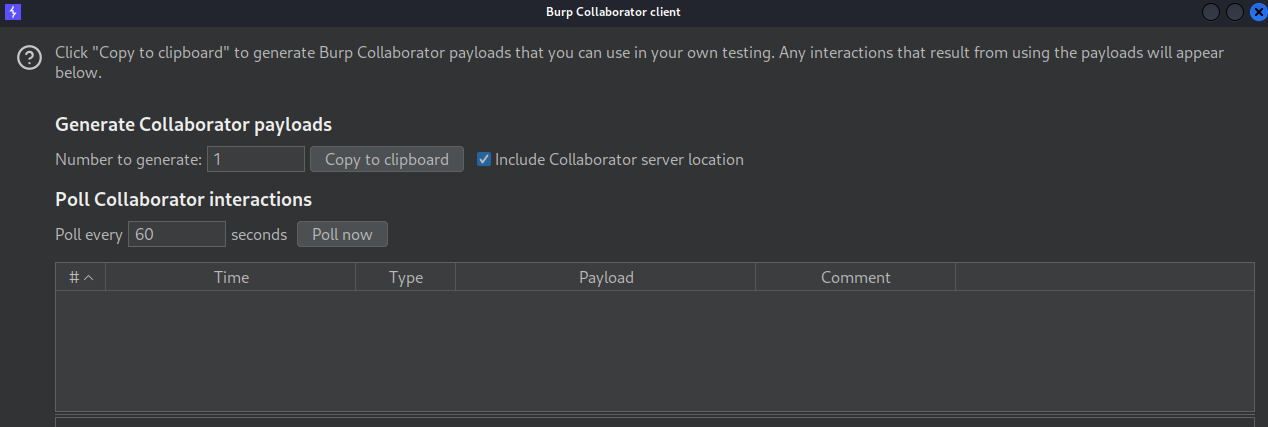 Burp Collaborator client
Click "Copy to clipboard" to generate Burp Collaborator payloads that you can use in your own testing. Any interactions that result from using the payloads will appear
below.
Generate Collaborator payloads
Number to generate: 1 Copy to clipboard Include Collaborator server location
Poll Collaborator interactions
Poll every 60 seconds Poll now
# Time Type Payload Comment